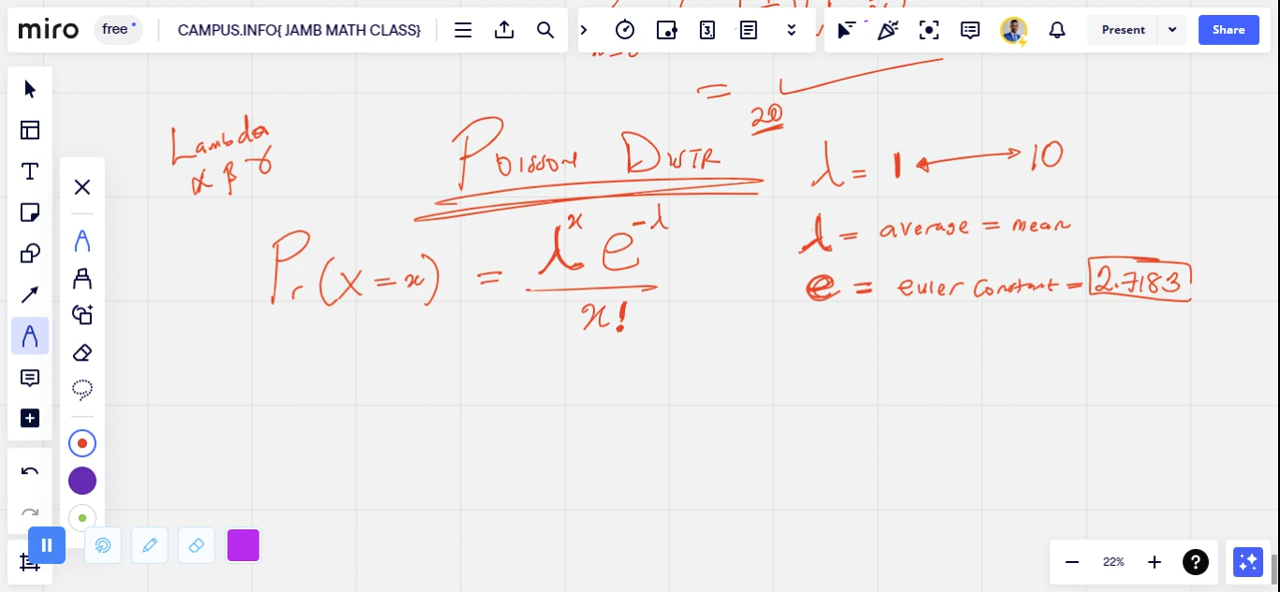 miro free CAMPUS.INFO{ JAMB MATH CLASS} Present Share
= 20
Lambda
α β γ
POISSON DISTR
λ = 1 ↔ 10
λ = average = mean
Pr(X = x) = λ^x e^-λ / x!
e = euler constant = 2.7183
22%